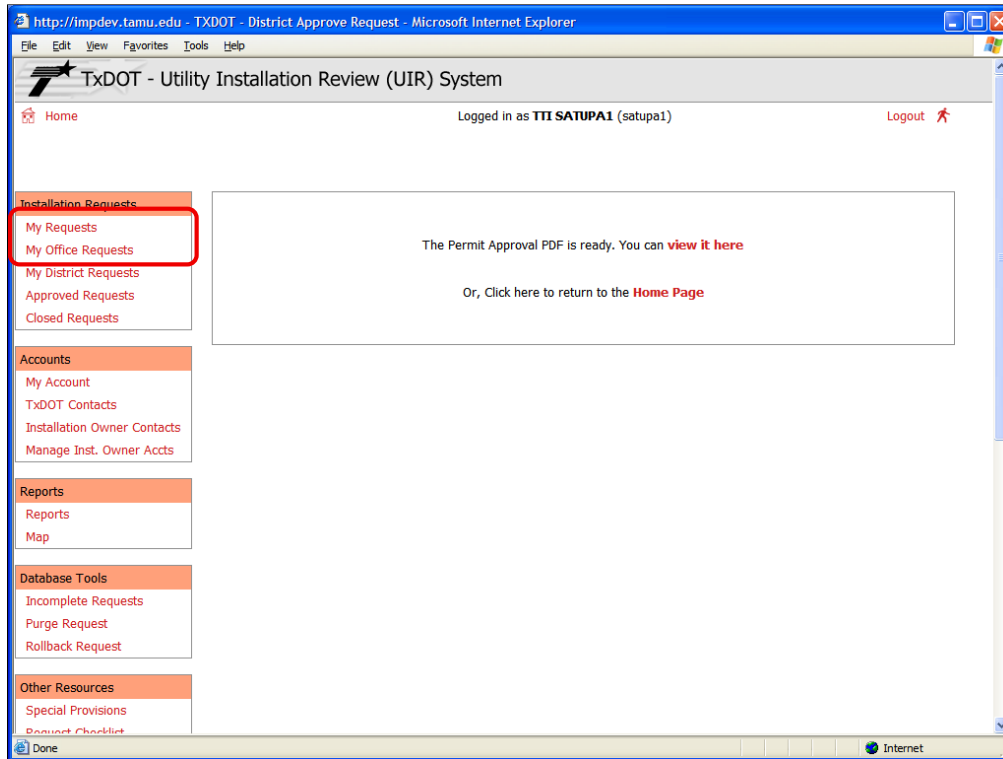 http://impdev.tamu.edu - TXDOT - District Approve Request - Microsoft Internet Explorer
File Edit View Favorites Tools Help
TxDOT - Utility Installation Review (UIR) System
Home Logged in as TTI SATUPA1 (satupa1) Logout
Installation Requests
My Requests
My Office Requests
My District Requests
Approved Requests
Closed Requests
The Permit Approval PDF is ready. You can view it here
Or, Click here to return to the Home Page
Accounts
My Account
TxDOT Contacts
Installation Owner Contacts
Manage Inst. Owner Accts
Reports
Reports
Map
Database Tools
Incomplete Requests
Purge Request
Rollback Request
Other Resources
Special Provisions
Request Checklist
Done Internet